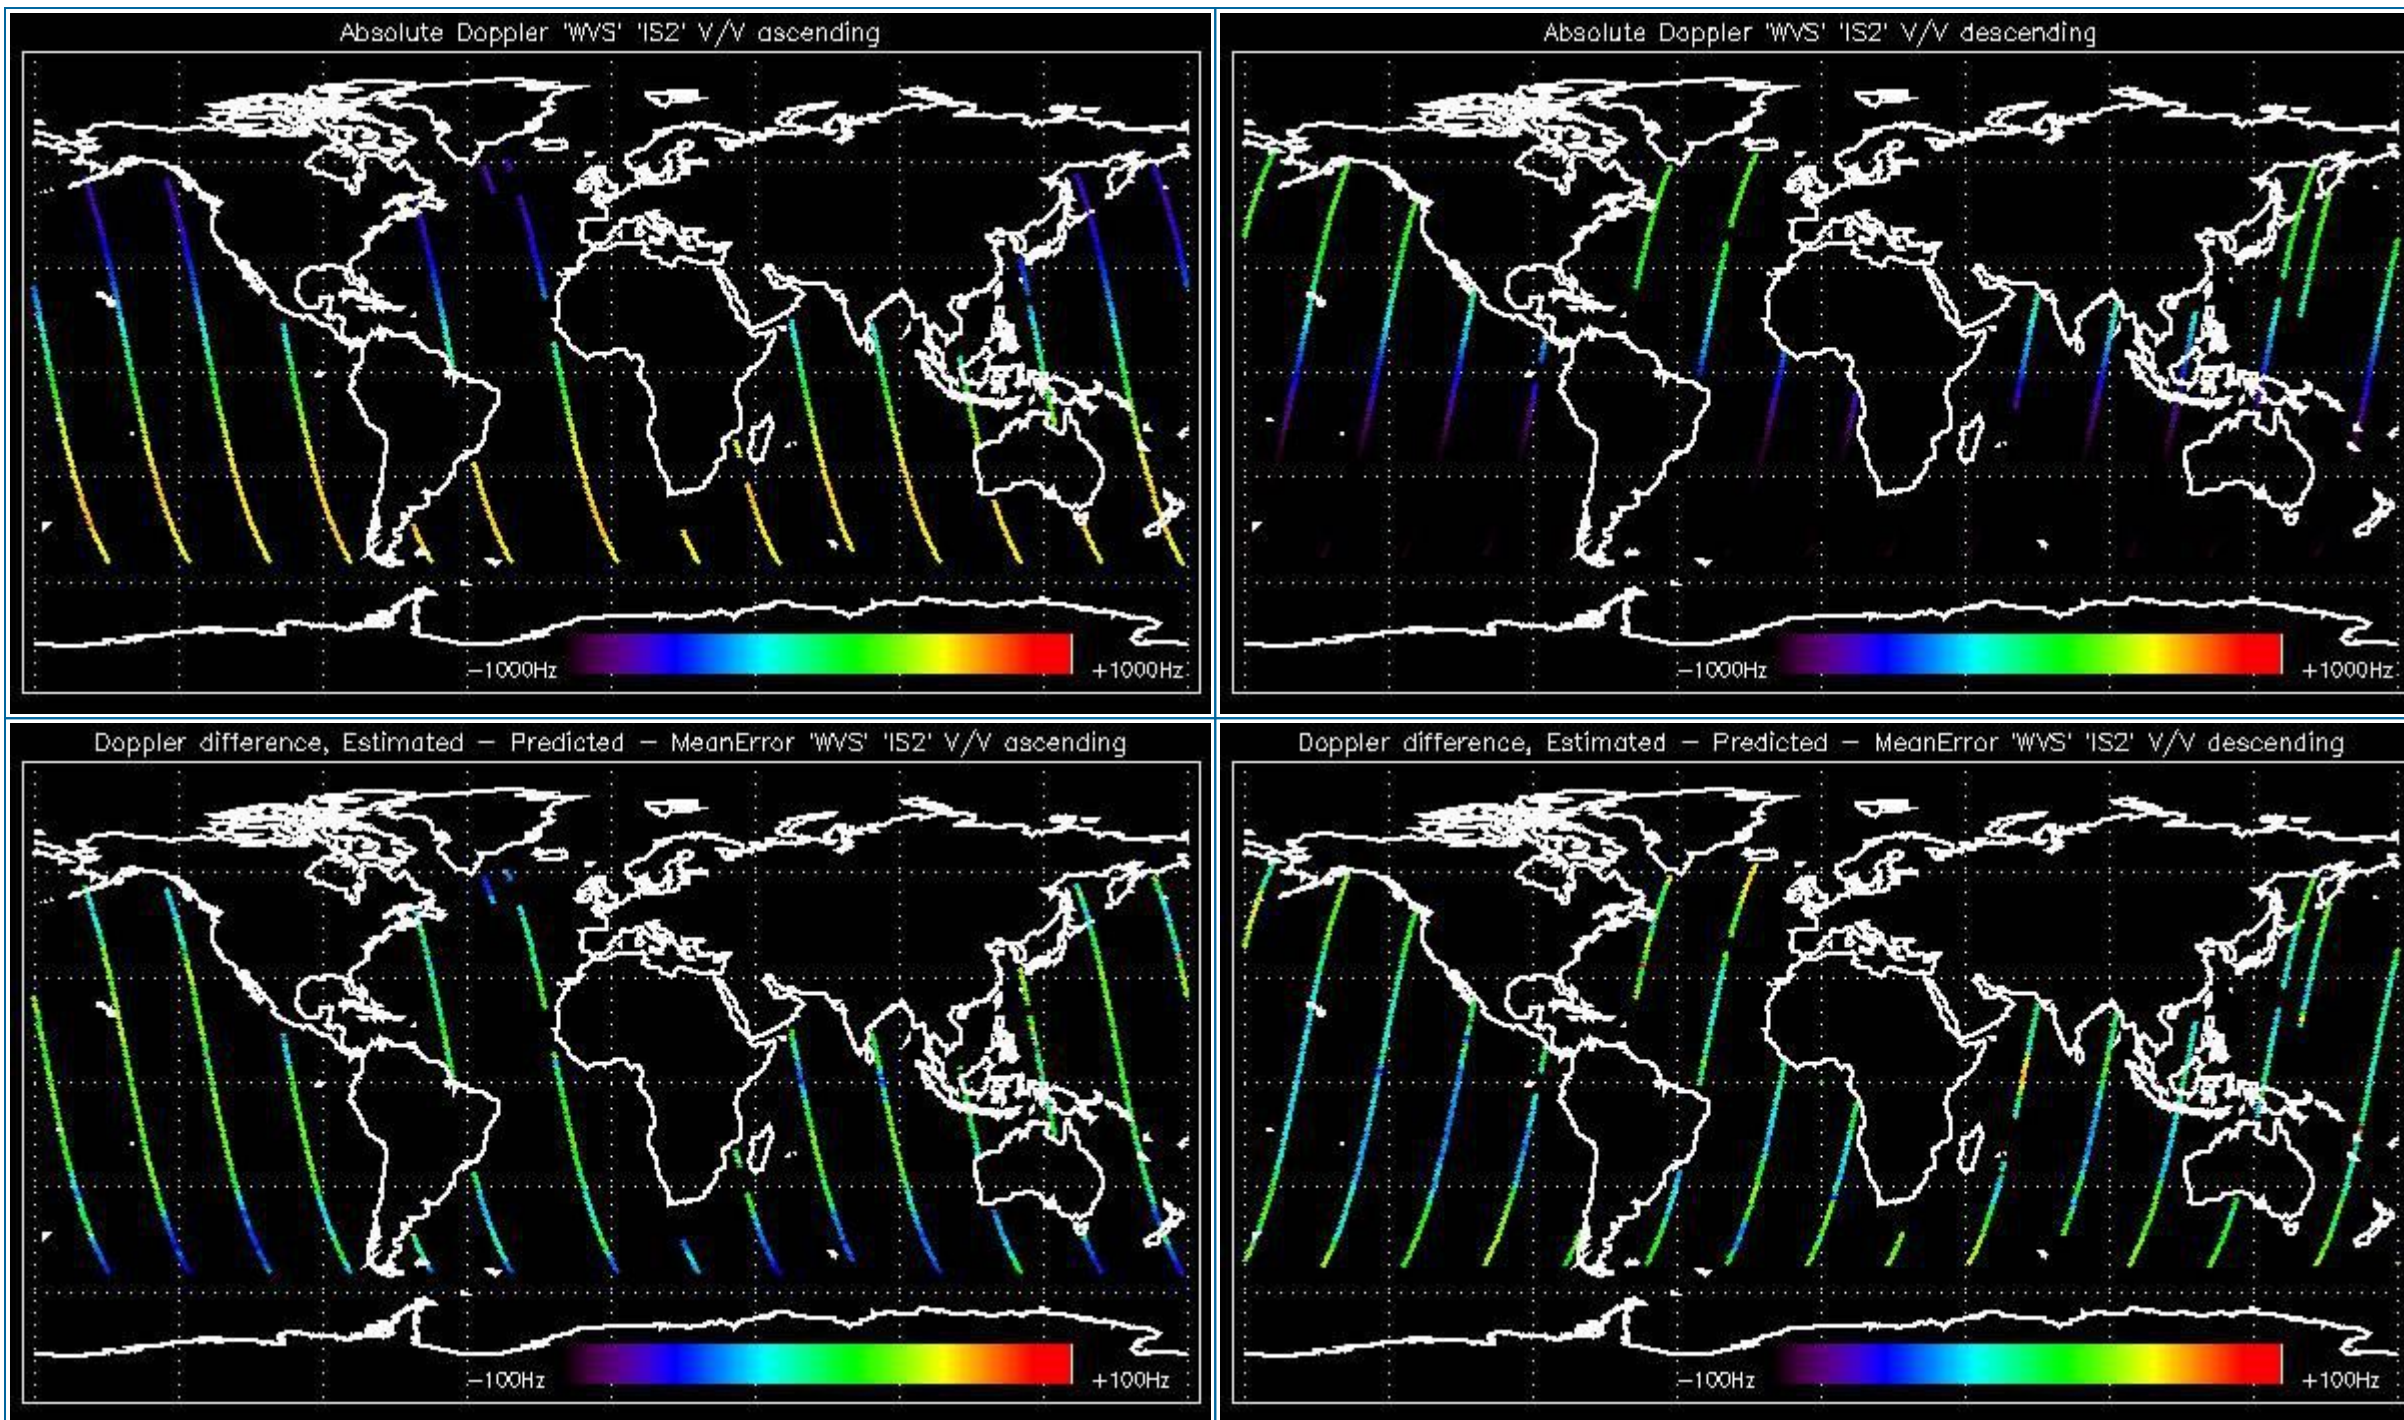 Absolute Doppler 'WVS' 'IS2' V/V ascending
-1000Hz
+1000Hz
Absolute Doppler 'WVS' 'IS2' V/V descending
-1000Hz
+1000Hz
Doppler difference, Estimated - Predicted - MeanError 'WVS' 'IS2' V/V ascending
-100Hz
+100Hz
Doppler difference, Estimated - Predicted - MeanError 'WVS' 'IS2' V/V descending
-100Hz
+100Hz